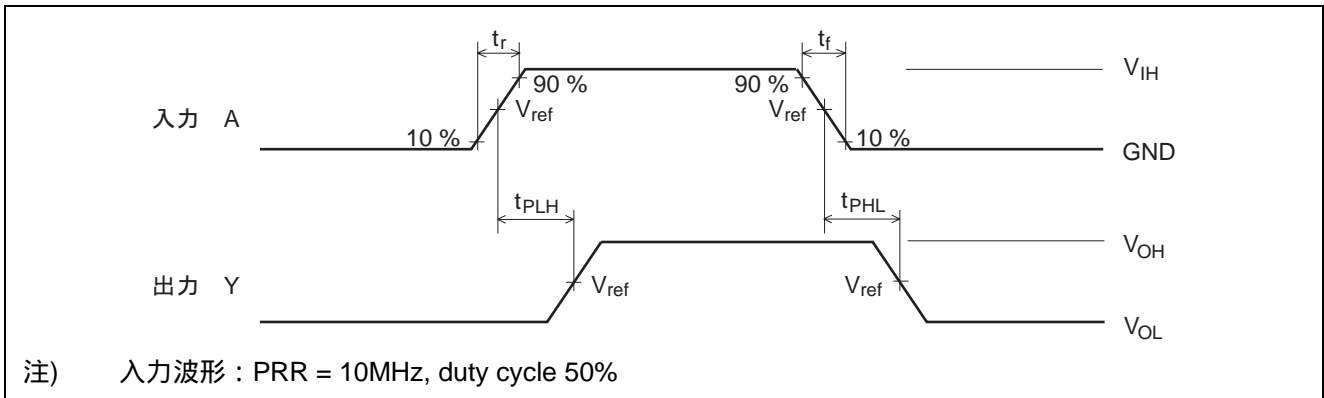 tr tf
VIH
90 % 90 %
入力 A Vref Vref
10 % 10 %
GND
tPLH tPHL
VOH
出力 Y Vref Vref
VOL
注) 入力波形：PRR = 10MHz, duty cycle 50%